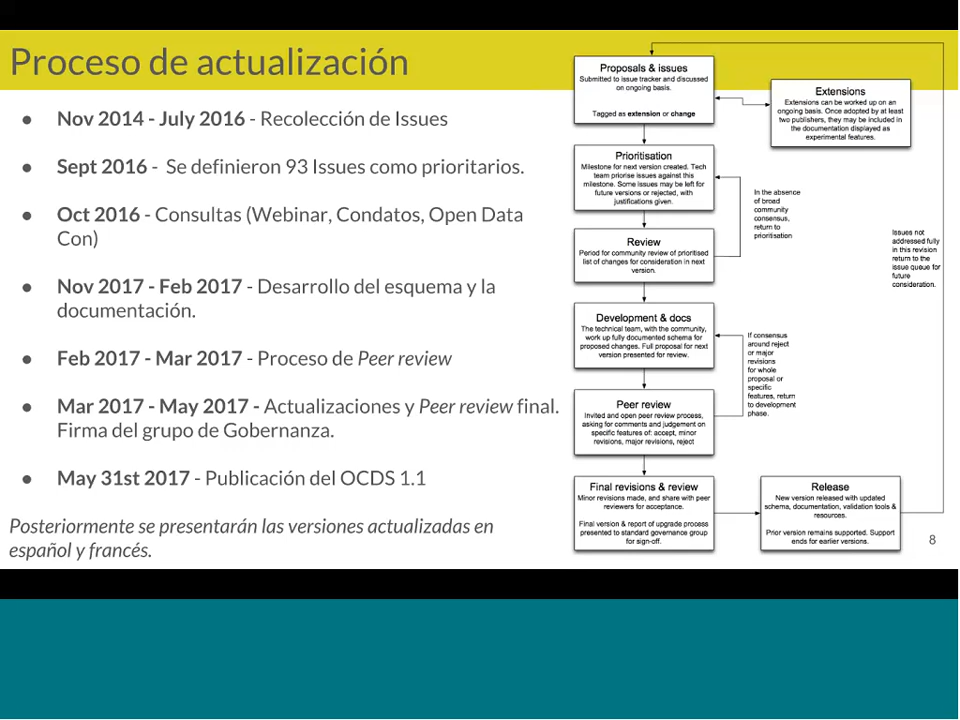 Proceso de actualización
● Nov 2014 - July 2016 - Recolección de Issues
● Sept 2016 - Se definieron 93 Issues como prioritarios.
● Oct 2016 - Consultas (Webinar, Condatos, Open Data
Con)
● Nov 2017 - Feb 2017 - Desarrollo del esquema y la
documentación.
● Feb 2017 - Mar 2017 - Proceso de Peer review
● Mar 2017 - May 2017 - Actualizaciones y Peer review final.
Firma del grupo de Gobernanza.
● May 31st 2017 - Publicación del OCDS 1.1
Posteriormente se presentarán las versiones actualizadas en
español y francés.
Proposals & issues
Submitted to issue tracker and discussed
on ongoing basis.
Tagged as extension or change
Extensions
Extensions can be worked up on an
ongoing basis. Once adopted by at least
two publishers, they may be included in
the documentation displayed as
experimental features.
Prioritisation
Milestone for next version created. Tech
team priorise issues against this
milestone. Some issues may be left for
future versions or rejected, with
justifications given.
In the absence
of broad
community
consensus,
return to
prioritisation
Review
Period for community review of prioritised
list of changes for consideration in next
version.
Issues not
addressed fully
in this revision
return to the
issue queue for
future
consideration.
Development & docs
The technical team, with the community,
work up fully documented schema for
proposed changes. Full proposal for next
version presented for review.
If consensus
around reject
or major
revisions
for whole
proposal or
specific
features, return
to development
phase.
Peer review
Invited and open peer review process,
asking for comments and judgement on
specific features of: accept, minor
revisions, major revisions, reject
Final revisions & review
Minor revisions made, and share with peer
reviewers for acceptance.
Final version & report of upgrade process
presented to standard governance group
for sign-off.
Release
New version released with updated
schema, documentation, validation tools &
resources.
Prior version remains supported. Support
ends for earlier versions.
8